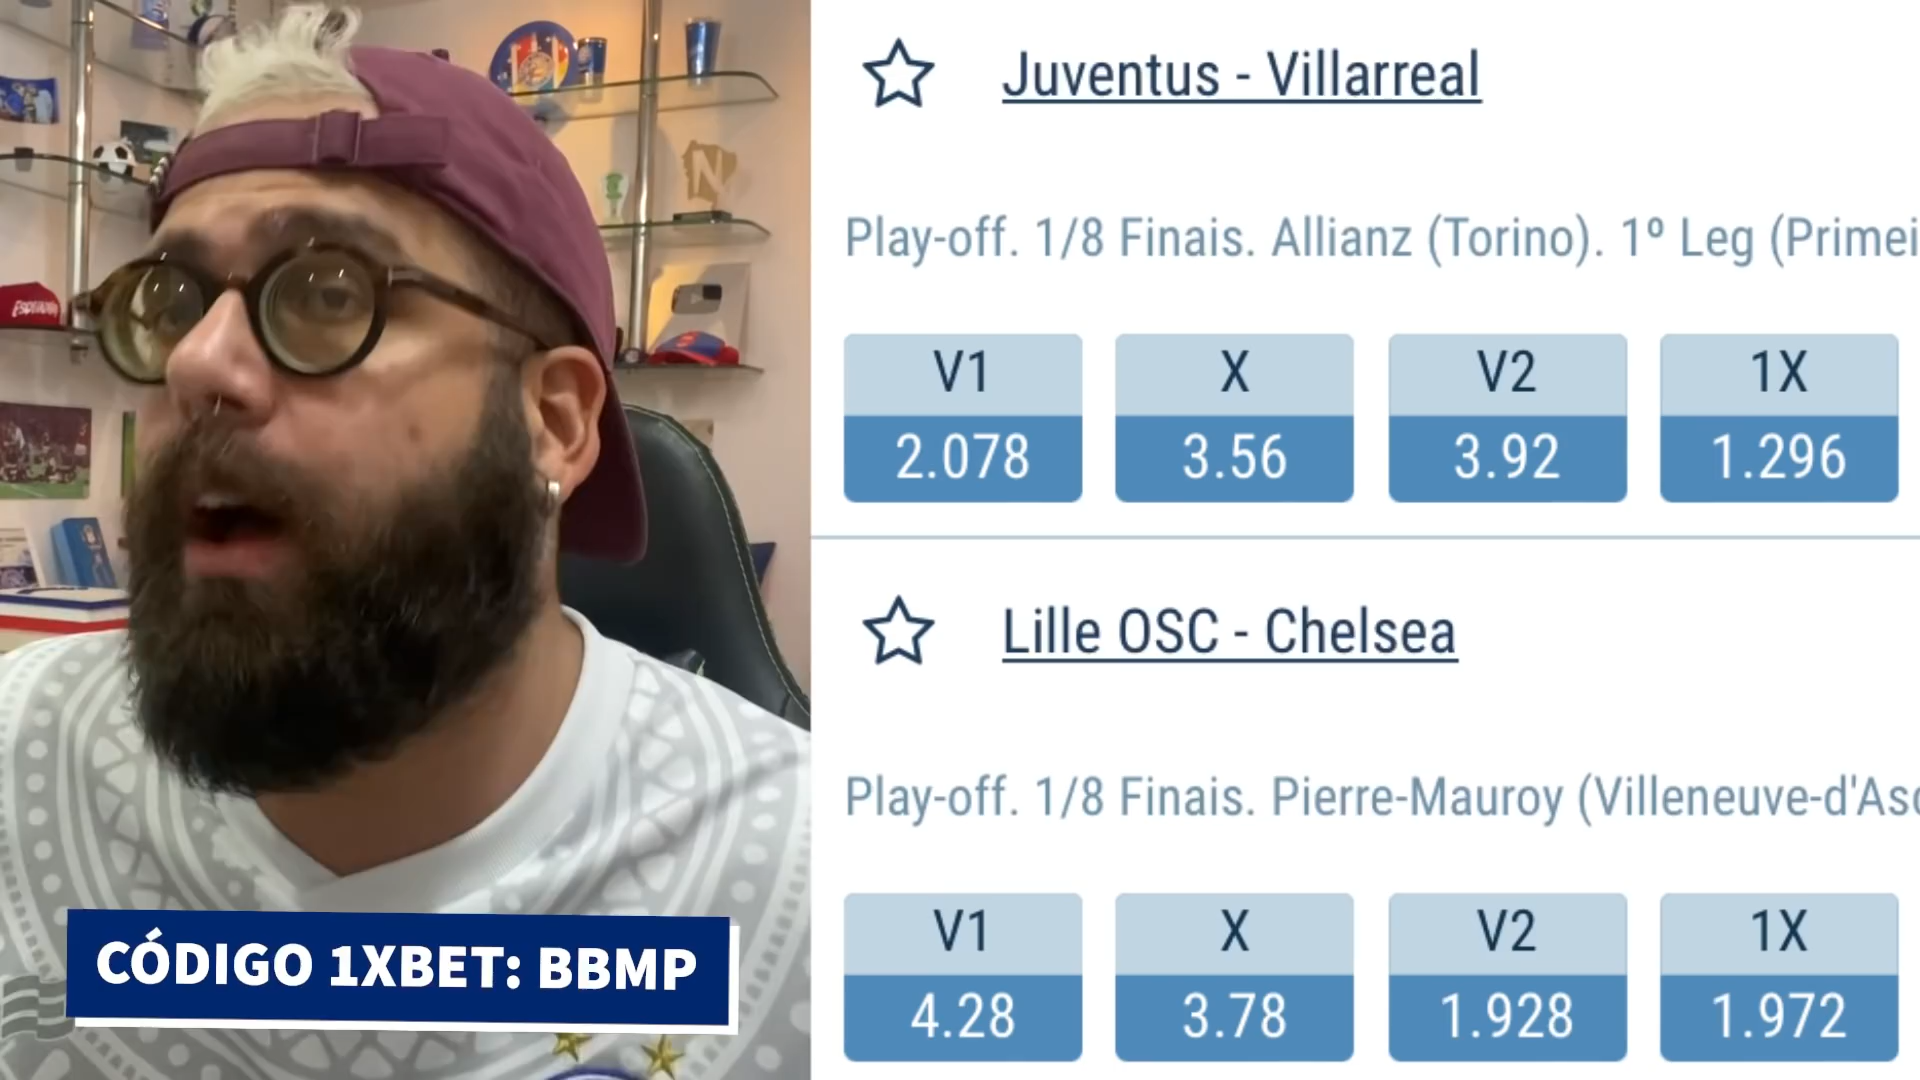 Juventus - Villarreal
Play-off. 1/8 Finais. Allianz (Torino). 1º Leg (Primei
V1 X V2 1X
2.078 3.56 3.92 1.296
Lille OSC - Chelsea
Play-off. 1/8 Finais. Pierre-Mauroy (Villeneuve-d'Asc
V1 X V2 1X
4.28 3.78 1.928 1.972
CÓDIGO 1XBET: BBMP
N